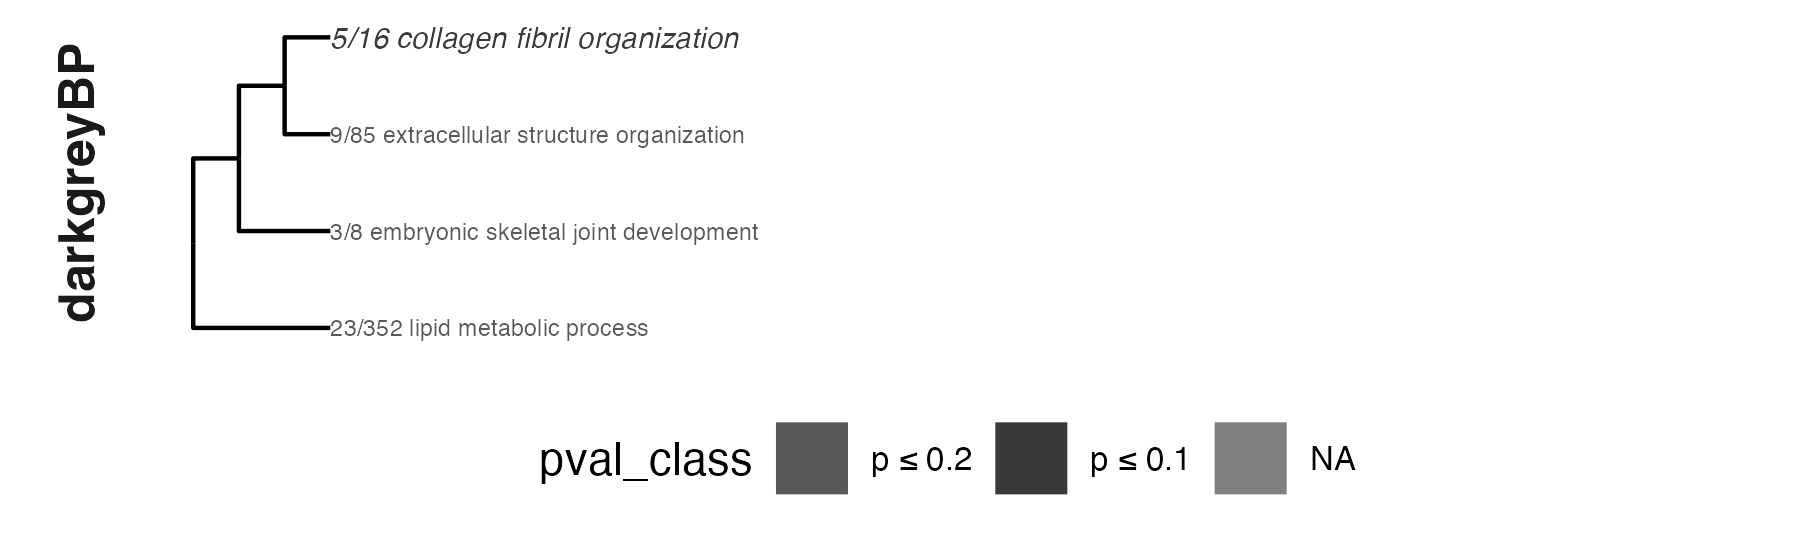 darkgreyBP
5/16 collagen fibril organization
9/85 extracellular structure organization
3/8 embryonic skeletal joint development
23/352 lipid metabolic process
pval_class p ≤ 0.2 p ≤ 0.1 NA